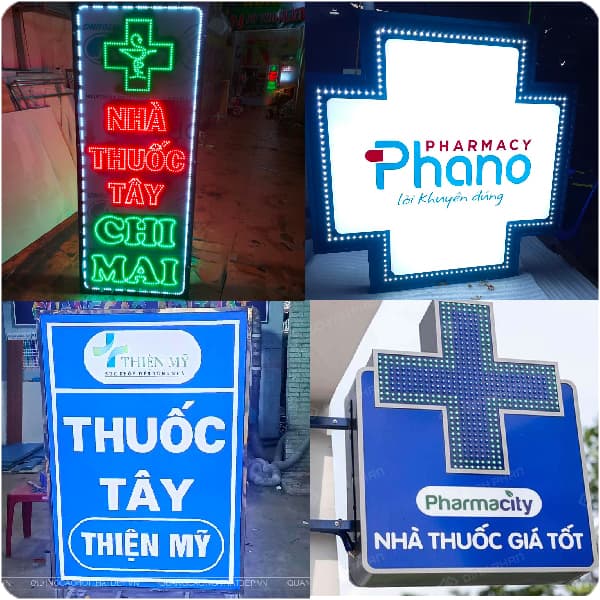 NHÀ
THUỐC
TÂY
CHI
MAI
PHARMACY
Phano
Lời khuyên đúng
THIỆN MỸ
THUỐC
TÂY
THIỆN MỸ
Pharmacity
NHÀ THUỐC GIÁ TỐT